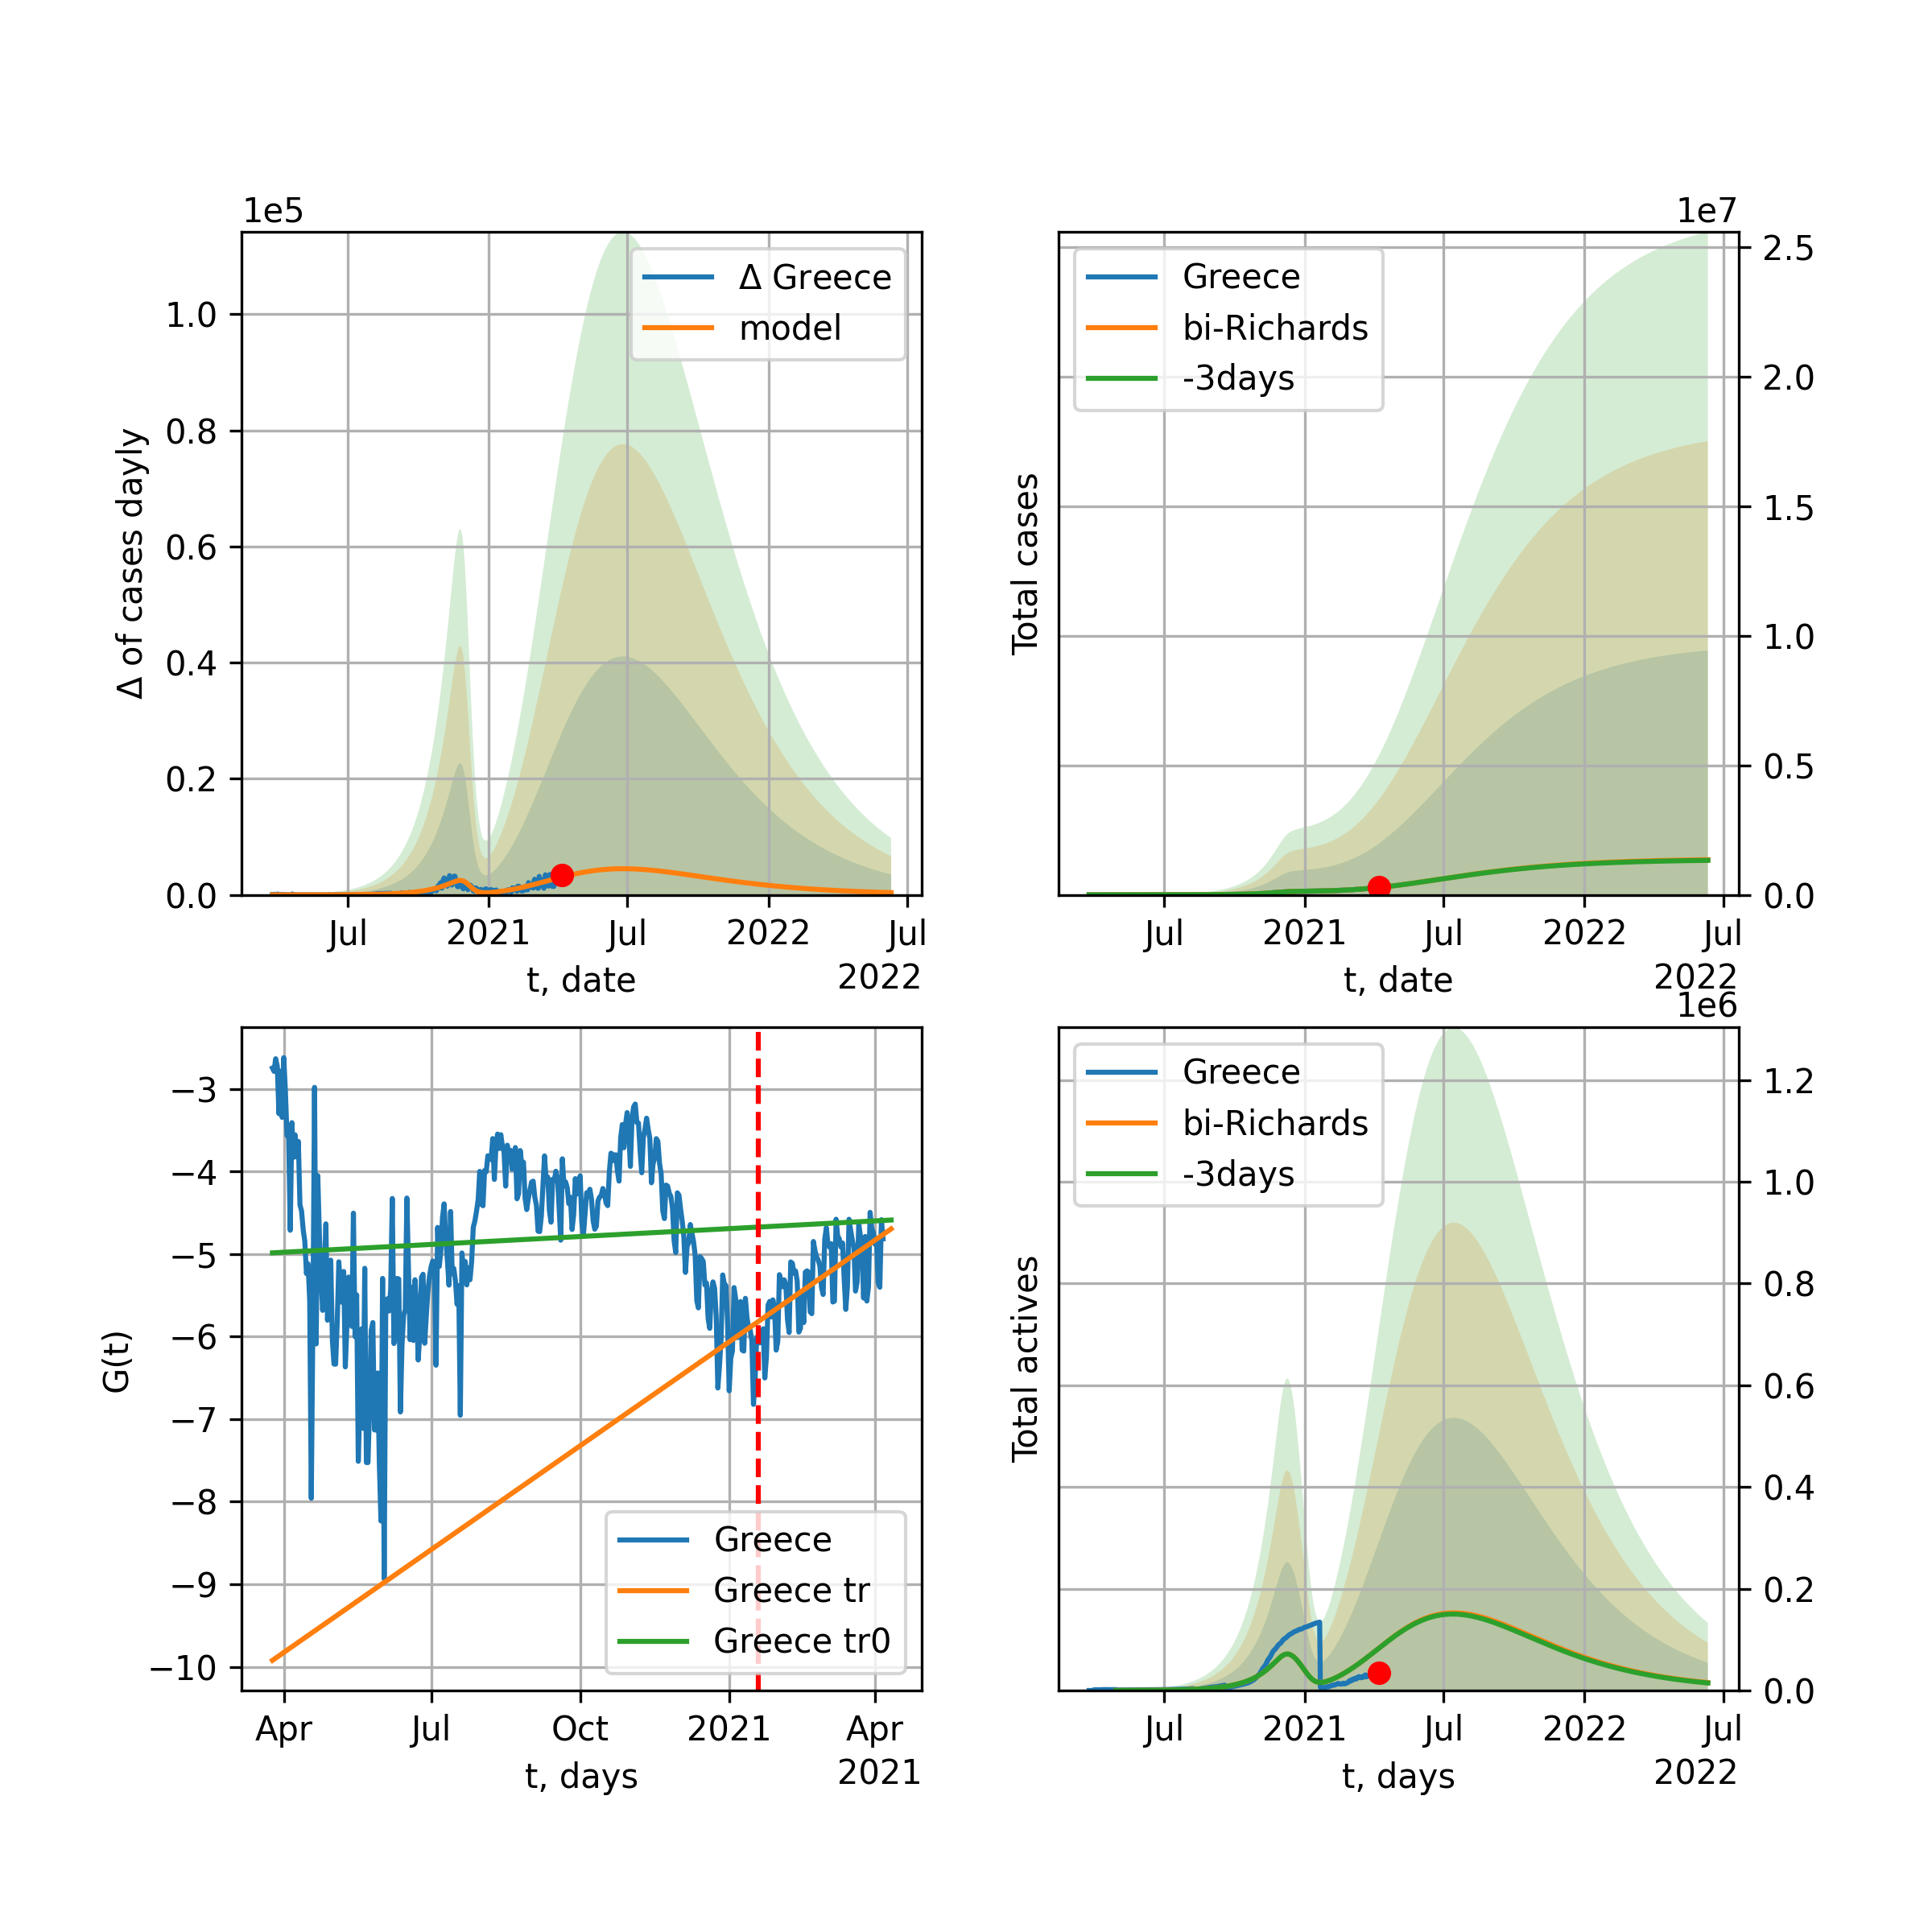 1e5
Δ of cases dayly
1.0
0.8
0.6
0.4
0.2
0.0
Δ Greece
model
Jul 2021 Jul 2022 Jul
t, date
2022
1e7
Total cases
Greece
bi-Richards
-3days
2.5
2.0
1.5
1.0
0.5
0.0
Jul 2021 Jul 2022 Jul
t, date
2022
G(t)
−3
−4
−5
−6
−7
−8
−9
−10
Greece
Greece tr
Greece tr0
Apr Jul Oct 2021 Apr
t, days
2021
1e6
Total actives
Greece
bi-Richards
-3days
1.2
1.0
0.8
0.6
0.4
0.2
0.0
Jul 2021 Jul 2022 Jul
t, days
2022